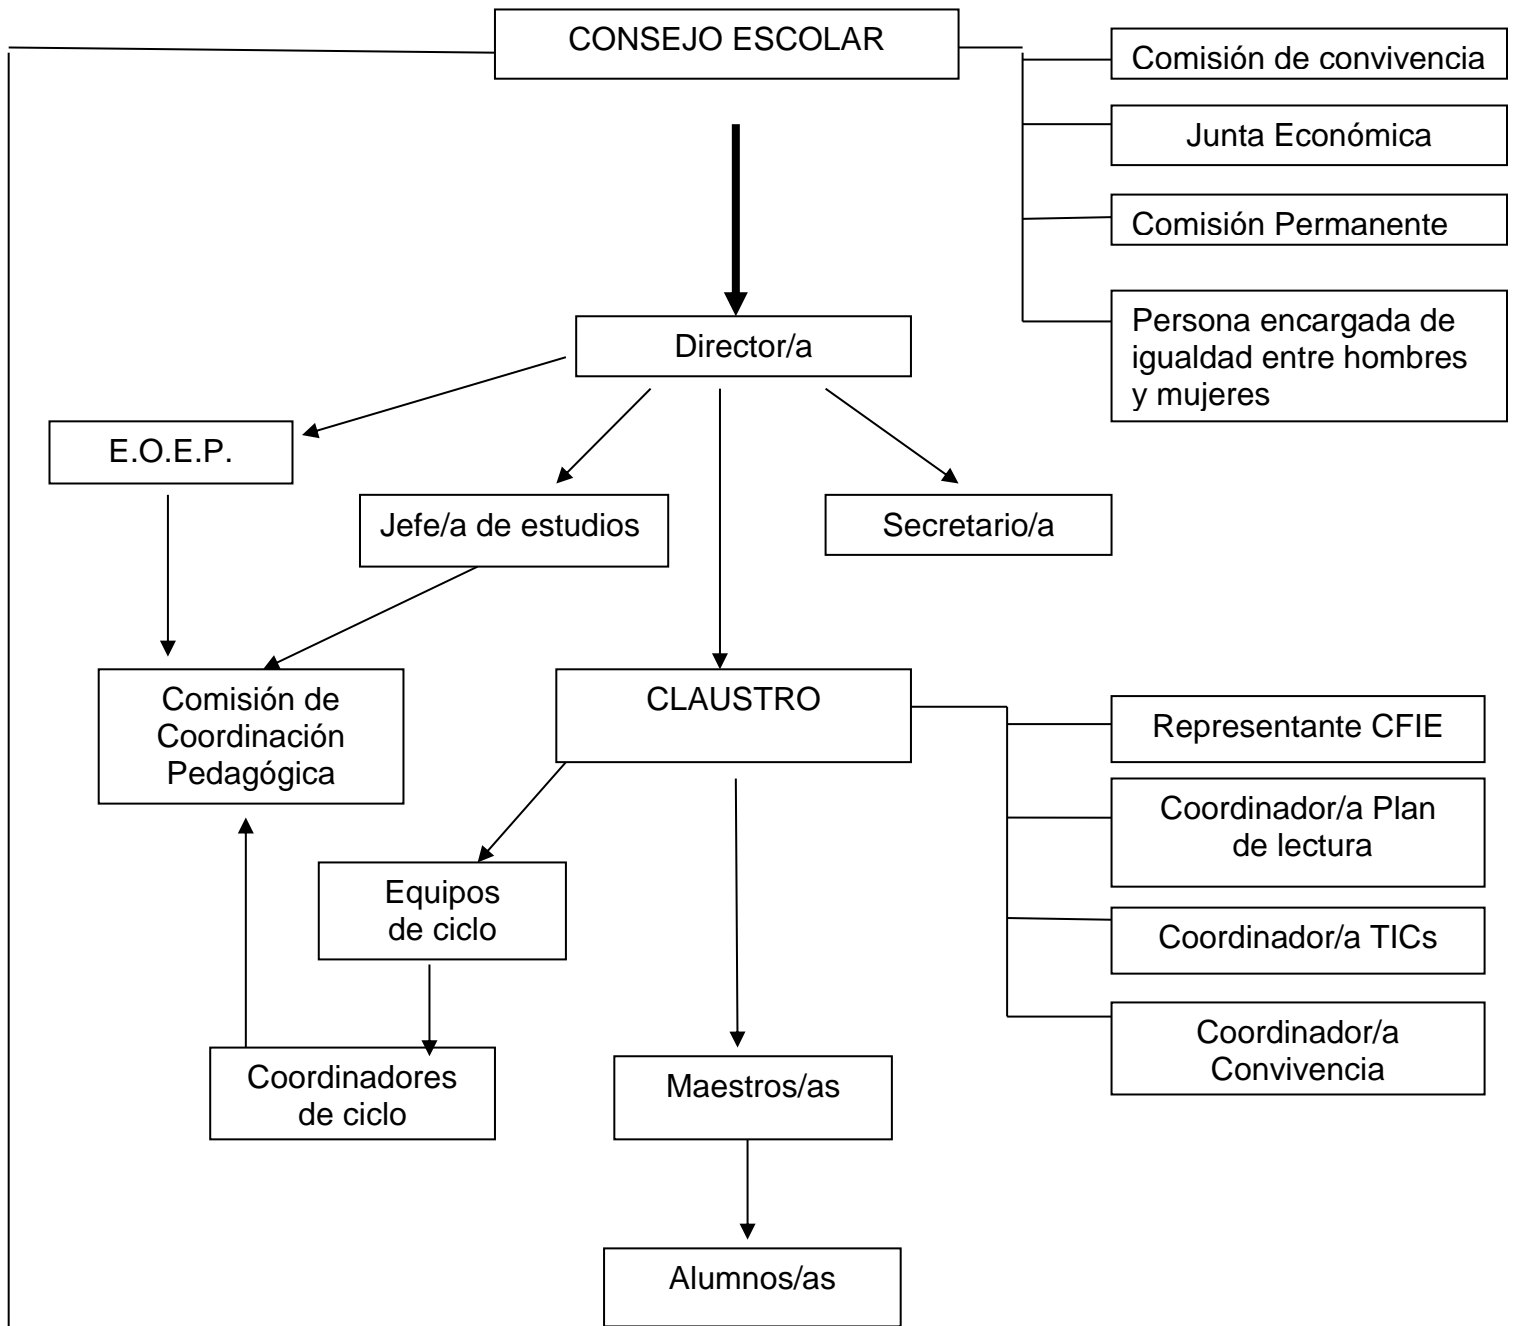 CONSEJO ESCOLAR
Comisión de convivencia
Junta Económica
Comisión Permanente
Persona encargada de
igualdad entre hombres
y mujeres
Director/a
E.O.E.P.
Jefe/a de estudios
Secretario/a
Comisión de
Coordinación
Pedagógica
CLAUSTRO
Representante CFIE
Coordinador/a Plan
de lectura
Coordinador/a TICs
Coordinador/a
Convivencia
Equipos
de ciclo
Coordinadores
de ciclo
Maestros/as
Alumnos/as